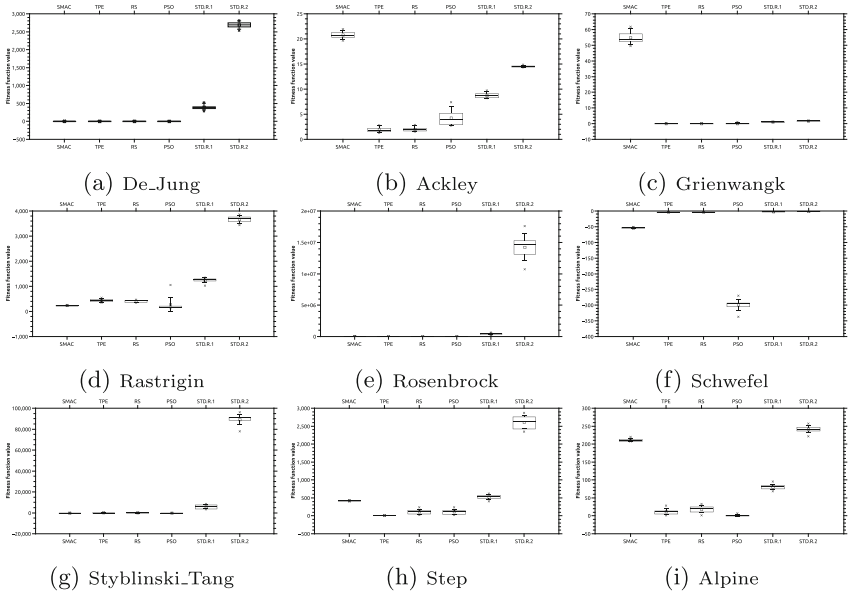 SMAC TPE RS PSO STD.R.1 STD.R.2
SMAC TPE RS PSO STD.R.1 STD.R.2
SMAC TPE RS PSO STD.R.1 STD.R.2
Fitness function value
3,000
2,500
2,000
1,500
1,000
500
0
-500
Fitness function value
25
20
15
10
5
0
Fitness function value
70
60
50
40
30
20
10
0
-10
SMAC TPE RS PSO STD.R.1 STD.R.2
SMAC TPE RS PSO STD.R.1 STD.R.2
SMAC TPE RS PSO STD.R.1 STD.R.2
(a) De_Jung
(b) Ackley
(c) Grienwangk
SMAC TPE RS PSO STD.R.1 STD.R.2
SMAC TPE RS PSO STD.R.1 STD.R.2
SMAC TPE RS PSO STD.R.1 STD.R.2
Fitness function value
4,000
3,000
2,000
1,000
0
-1,000
Fitness function value
2e+07
1.5e+07
1e+07
5e+06
0
Fitness function value
0
-50
-100
-150
-200
-250
-300
-350
-400
SMAC TPE RS PSO STD.R.1 STD.R.2
SMAC TPE RS PSO STD.R.1 STD.R.2
SMAC TPE RS PSO STD.R.1 STD.R.2
(d) Rastrigin
(e) Rosenbrock
(f) Schwefel
SMAC TPE RS PSO STD.R.1 STD.R.2
SMAC TPE RS PSO STD.R.1 STD.R.2
SMAC TPE RS PSO STD.R.1 STD.R.2
Fitness function value
100,000
80,000
60,000
40,000
20,000
0
-20,000
Fitness function value
3,000
2,500
2,000
1,500
1,000
500
0
-500
Fitness function value
300
250
200
150
100
50
0
-50
SMAC TPE RS PSO STD.R.1 STD.R.2
SMAC TPE RS PSO STD.R.1 STD.R.2
SMAC TPE RS PSO STD.R.1 STD.R.2
(g) Styblinski_Tang
(h) Step
(i) Alpine